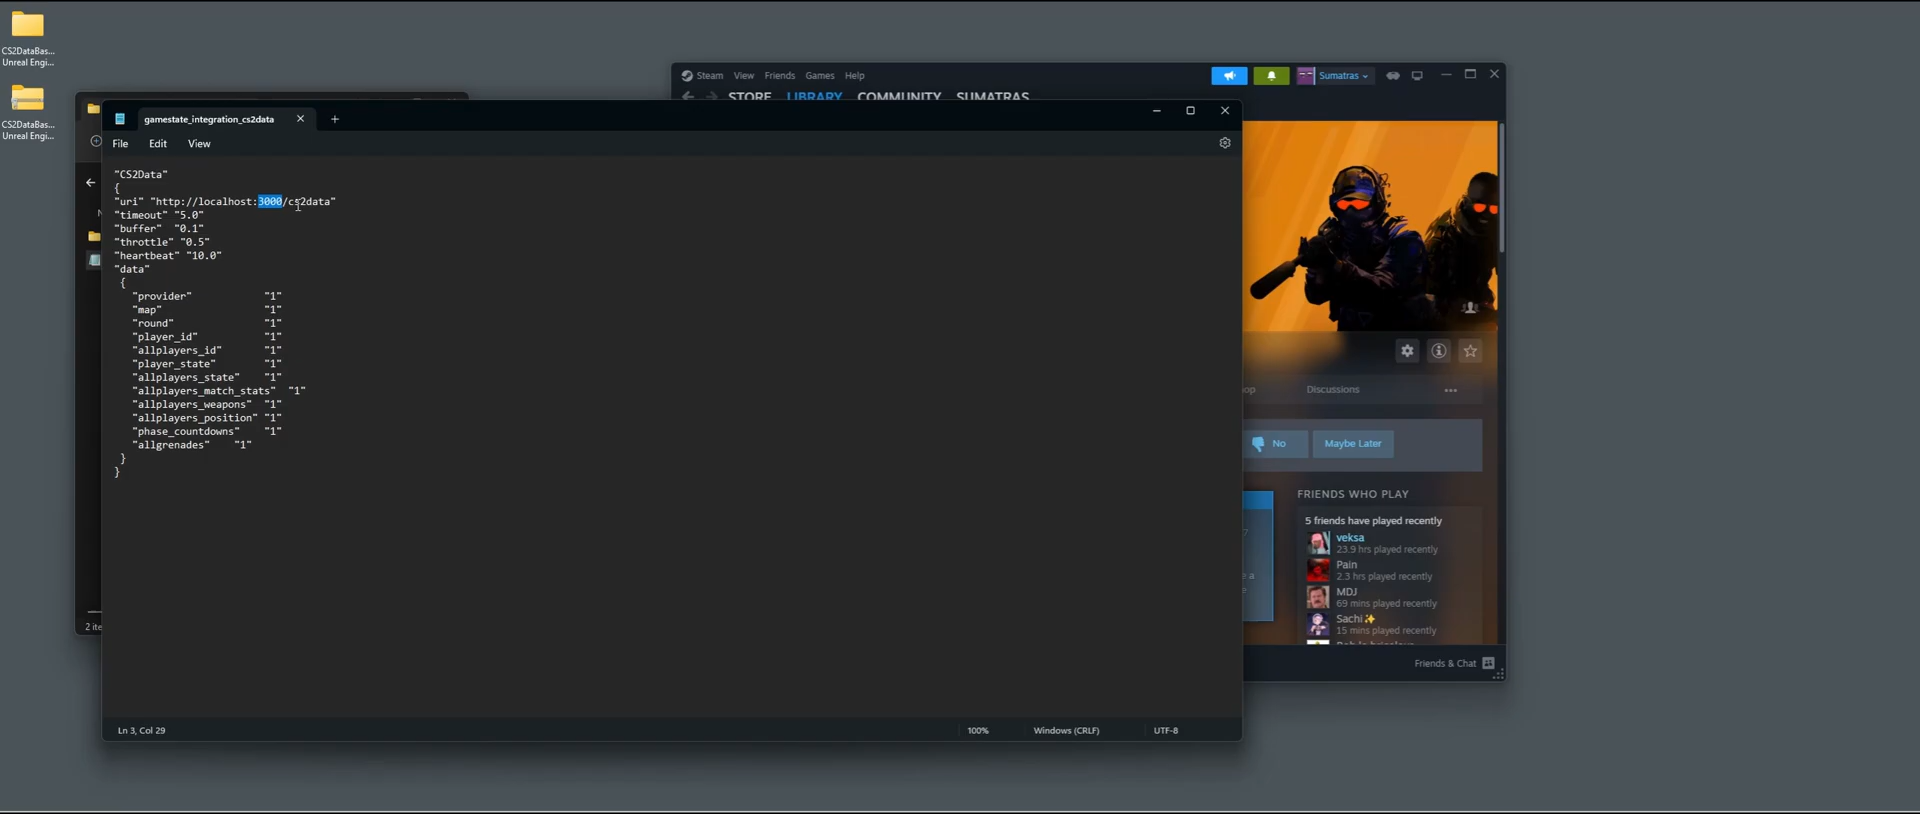 CS2DataBas...
Unreal Engi...
CS2DataBas...
Unreal Engi...
Steam View Friends Games Help
Sumatras
STORE LIBRARY COMMUNITY SUMATRAS
gamestate_integration_cs2data
File Edit View
"CS2Data"
{
"uri" "http://localhost:3000/cs2data"
"timeout" "5.0"
"buffer" "0.1"
"throttle" "0.5"
"heartbeat" "10.0"
"data"
{
"provider" "1"
"map" "1"
"round" "1"
"player_id" "1"
"allplayers_id" "1"
"player_state" "1"
"allplayers_state" "1"
"allplayers_match_stats" "1"
"allplayers_weapons" "1"
"allplayers_position" "1"
"phase_countdowns" "1"
"allgrenades" "1"
}
}
Ln 3, Col 29
100%
Windows (CRLF)
UTF-8
2 ite
op
Discussions
No
Maybe Later
FRIENDS WHO PLAY
5 friends have played recently
veksa
23.9 hrs played recently
Pain
2.3 hrs played recently
MDJ
69 mins played recently
Sachi✨
15 mins played recently
Friends & Chat